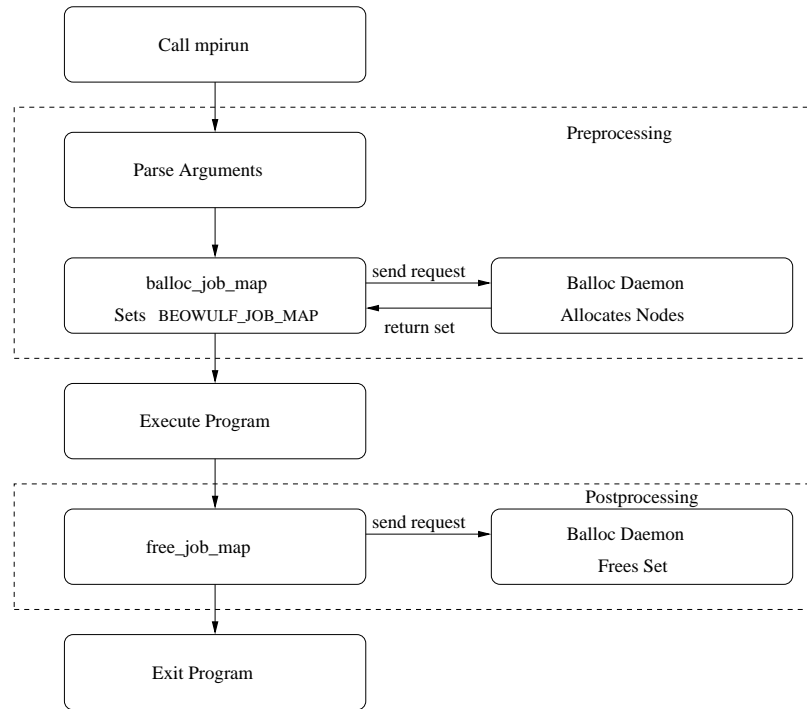 Call mpirun
Preprocessing
Parse Arguments
balloc_job_map
Sets BEOWULF_JOB_MAP
send request
return set
Balloc Daemon
Allocates Nodes
Execute Program
Postprocessing
free_job_map
send request
Balloc Daemon
Frees Set
Exit Program